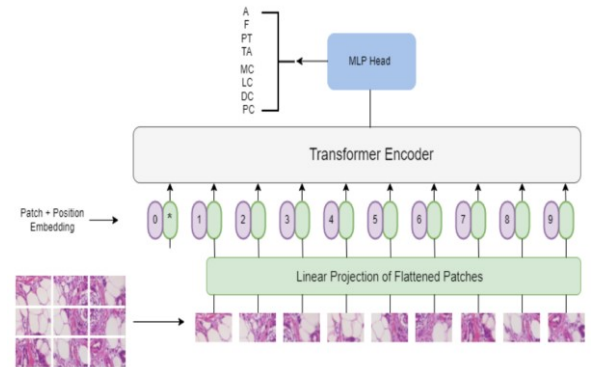 A
F
PT
TA
MC
LC
DC
PC
MLP Head
Transformer Encoder
Patch + Position
Embedding
0 * 1 2 3 4 5 6 7 8 9
Linear Projection of Flattened Patches